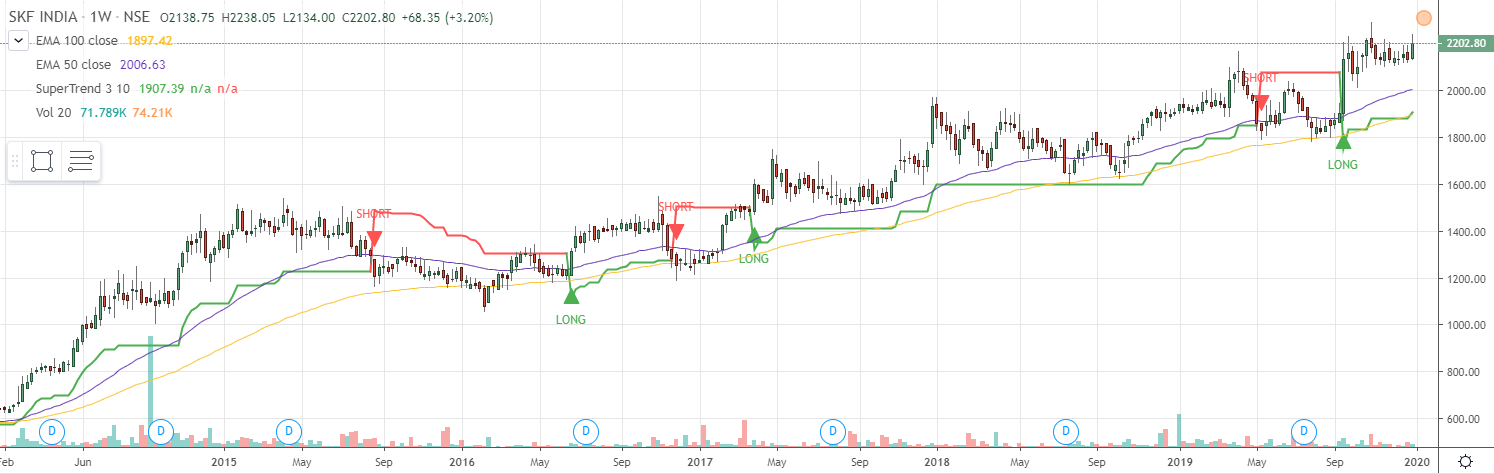 SKF INDIA · 1W · NSE O2138.75 H2238.05 L2134.00 C2202.80 +68.35 (+3.20%)
EMA 100 close 1897.42
EMA 50 close 2006.63
SuperTrend 3 10 1907.39 n/a n/a
Vol 20 71.789K 74.21K
2202.80
2000.00
1800.00
1600.00
1400.00
1200.00
1000.00
800.00
600.00
SHORT
LONG
SHORT
LONG
SHORT
LONG
D D D D D D D
Feb Jun 2015 May Sep 2016 May Sep 2017 May Sep 2018 May Sep 2019 May Sep 2020